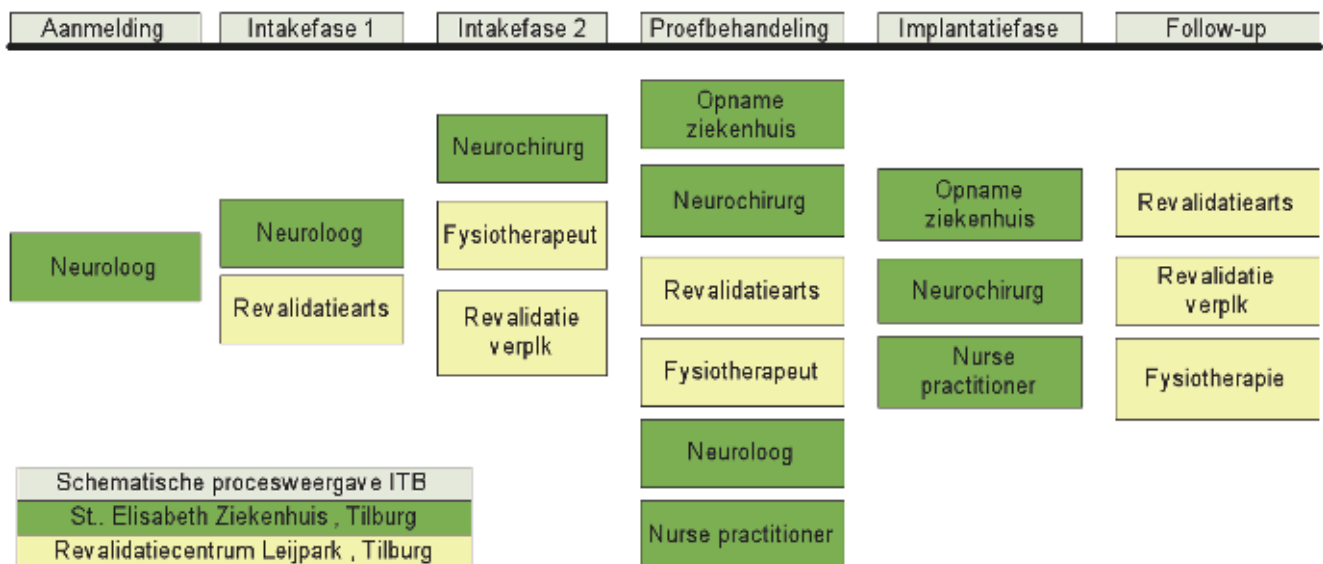 Aanmelding
Intakefase 1
Intakefase 2
Proefbehandeling
Implantatiefase
Follow-up
Neuroloog
Neuroloog
Revalidatiearts
Neurochirurg
Fysiotherapeut
Revalidatie
verplk
Opname
ziekenhuis
Neurochirurg
Revalidatiearts
Fysiotherapeut
Neuroloog
Nurse practitioner
Opname
ziekenhuis
Neurochirurg
Nurse
practitioner
Revalidatiearts
Revalidatie
verplk
Fysiotherapie
Schematische procesweergave ITB
St.. Elisabeth Ziekenhuis , Tilburg
Revalidatiecentrum Leijpark , Tilburg